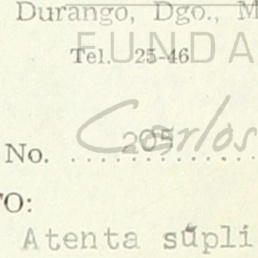 Durango, Dgo., M
FUNDA
Tel. 25-46
Carlos
No. 205
TO:
Atenta súpli